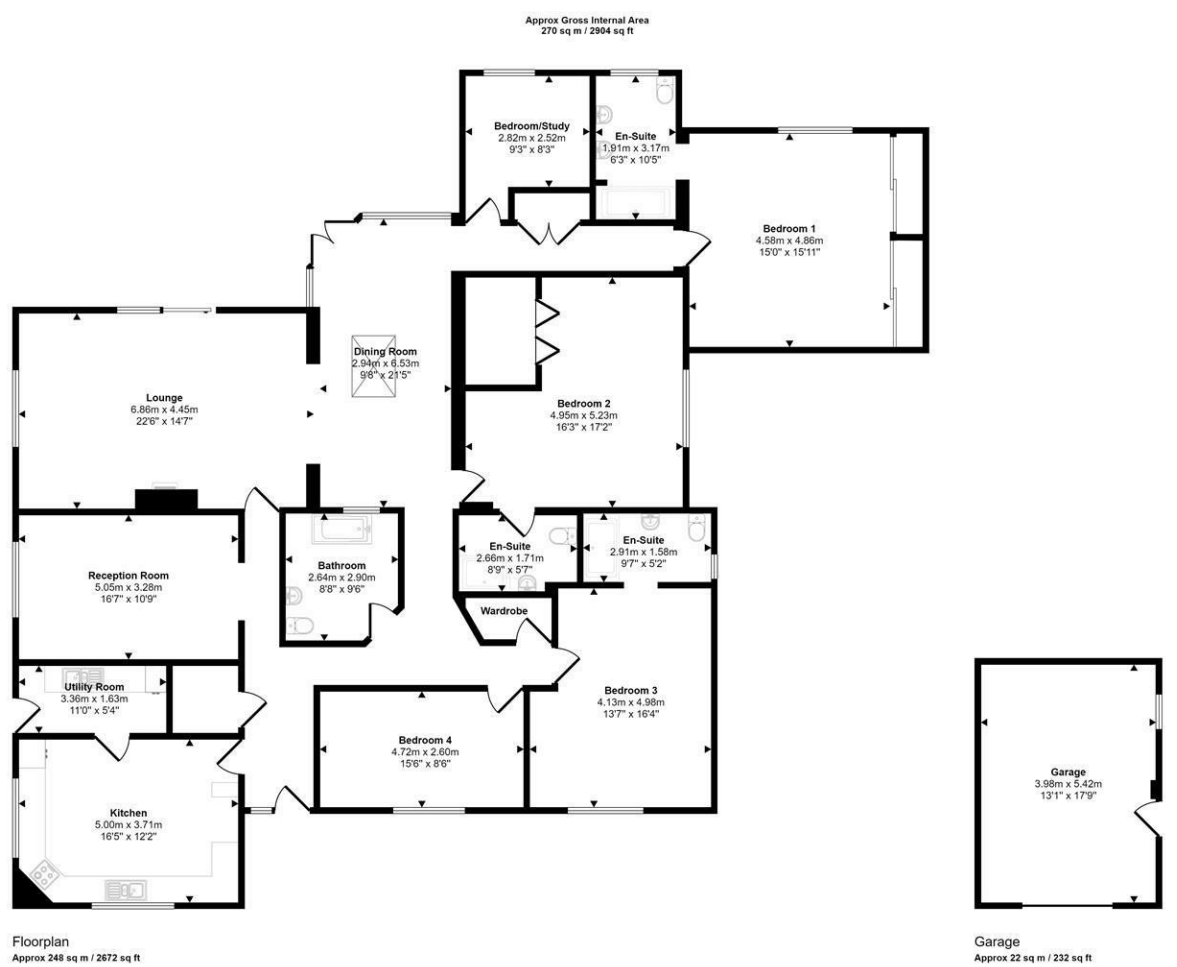 Approx Gross Internal Area
270 sq m / 2904 sq ft
Bedroom/Study
2.82m x 2.52m
9'3" x 8'3"
En-Suite
1.91m x 3.17m
6'3" x 10'5"
Bedroom 1
4.58m x 4.86m
15'0" x 15'11"
Dining Room
2.94m x 6.53m
9'8" x 21'5"
Lounge
6.86m x 4.45m
22'6" x 14'7"
Bedroom 2
4.95m x 5.23m
16'3" x 17'2"
Reception Room
5.05m x 3.28m
16'7" x 10'9"
Bathroom
2.64m x 2.90m
8'8" x 9'6"
En-Suite
2.66m x 1.71m
8'9" x 5'7"
En-Suite
2.91m x 1.58m
9'7" x 5'2"
Wardrobe
Utility Room
3.36m x 1.63m
11'0" x 5'4"
Bedroom 3
4.13m x 4.98m
13'7" x 16'4"
Bedroom 4
4.72m x 2.60m
15'6" x 8'6"
Kitchen
5.00m x 3.71m
16'5" x 12'2"
Garage
3.98m x 5.42m
13'1" x 17'9"
Floorplan
Approx 248 sq m / 2672 sq ft
Garage
Approx 22 sq m / 232 sq ft